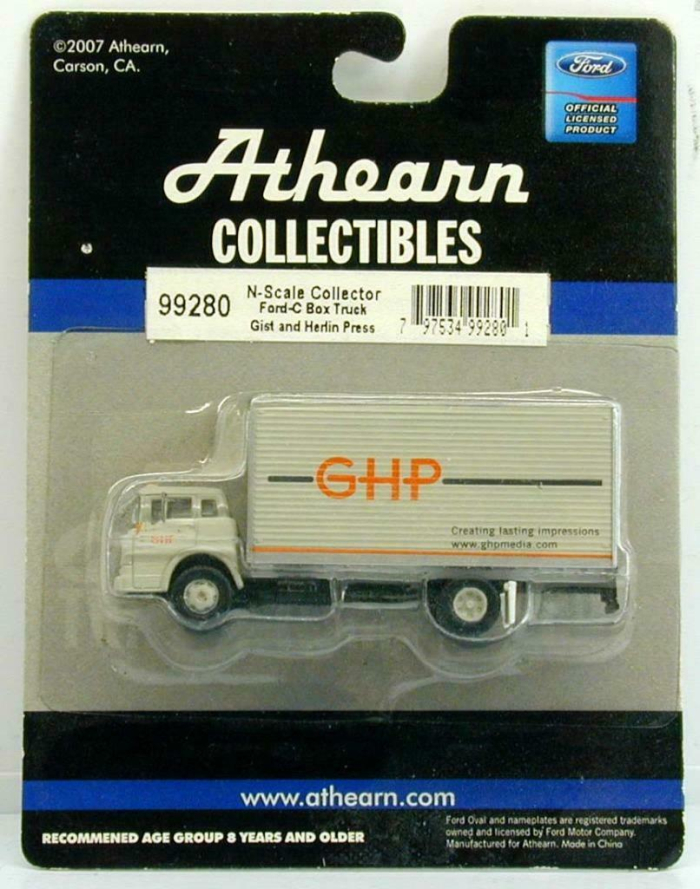 ©2007 Athearn,
Carson, CA.
Ford
OFFICIAL
LICENSED
PRODUCT
Athearn
COLLECTIBLES
99280
N-Scale Collector
Ford-C Box Truck
Gist and Herlin Press
7 97534 99280 1
GHP
Creating lasting impressions
www.ghpmedia.com
www.athearn.com
RECOMMENED AGE GROUP 8 YEARS AND OLDER
Ford Oval and nameplates are registered trademarks
owned and licensed by Ford Motor Company.
Manufactured for Athearn. Made in China